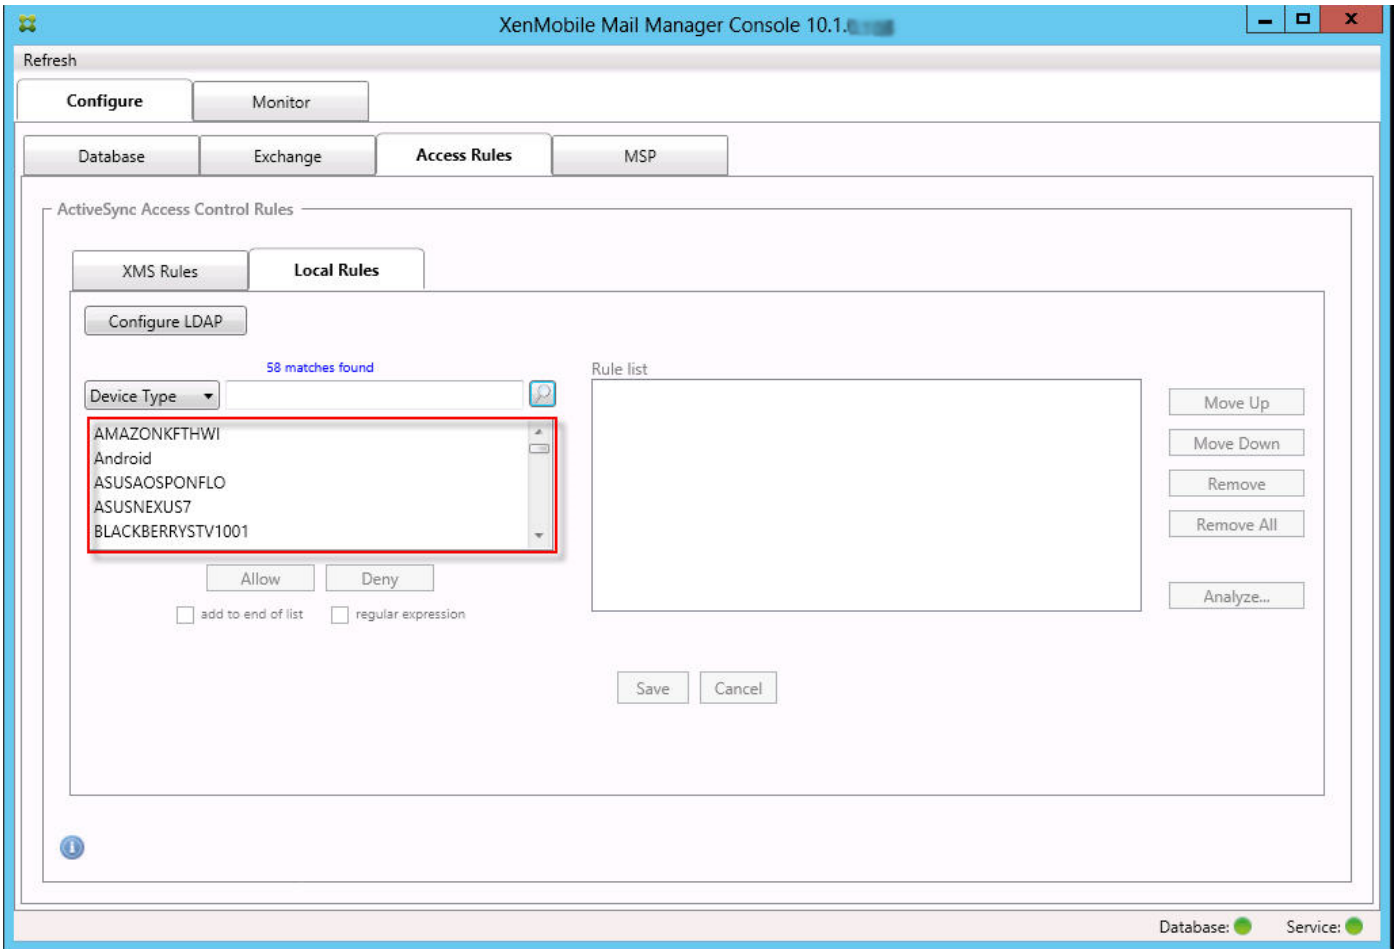 XenMobile Mail Manager Console 10.1.
Refresh
Configure Monitor
Database Exchange Access Rules MSP
ActiveSync Access Control Rules
XMS Rules Local Rules
Configure LDAP
58 matches found
Rule list
Device Type
AMAZONKFTHWI
Android
ASUSAOSPONFLO
ASUSNEXUS7
BLACKBERRYSTV1001
Move Up
Move Down
Remove
Remove All
Analyze...
Allow Deny
add to end of list regular expression
Save Cancel
Database: Service: